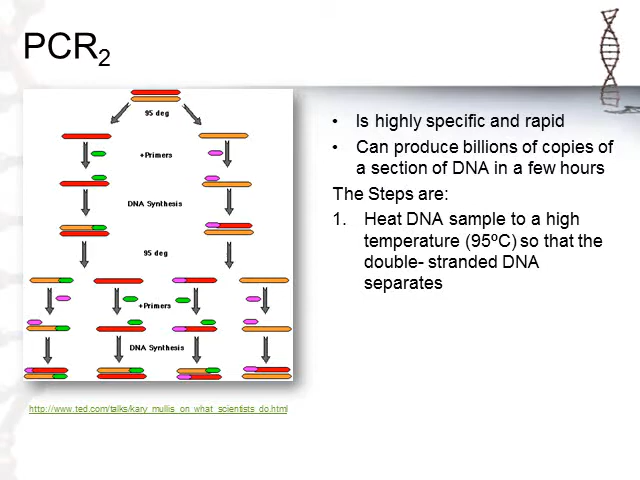 PCR2
95 deg
+Primers
DNA Synthesis
95 deg
+Primers
DNA Synthesis
http://www.ted.com/talks/kary_mullis_on_what_scientists_do.html
• Is highly specific and rapid
• Can produce billions of copies of
a section of DNA in a few hours
The Steps are:
1. Heat DNA sample to a high
temperature (95ºC) so that the
double- stranded DNA
separates